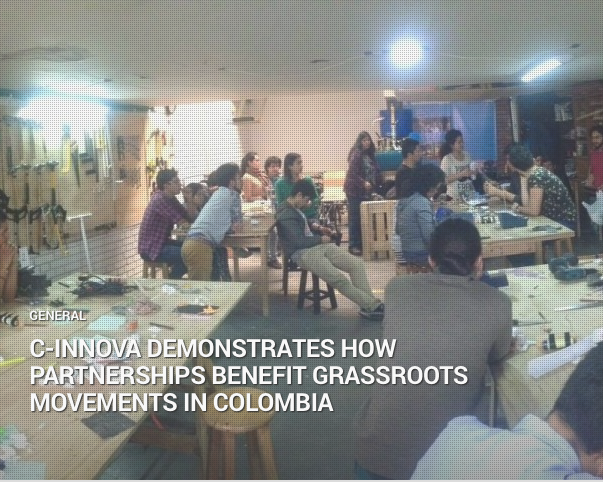 GENERAL
C-INNOVA DEMONSTRATES HOW
PARTNERSHIPS BENEFIT GRASSROOTS
MOVEMENTS IN COLOMBIA